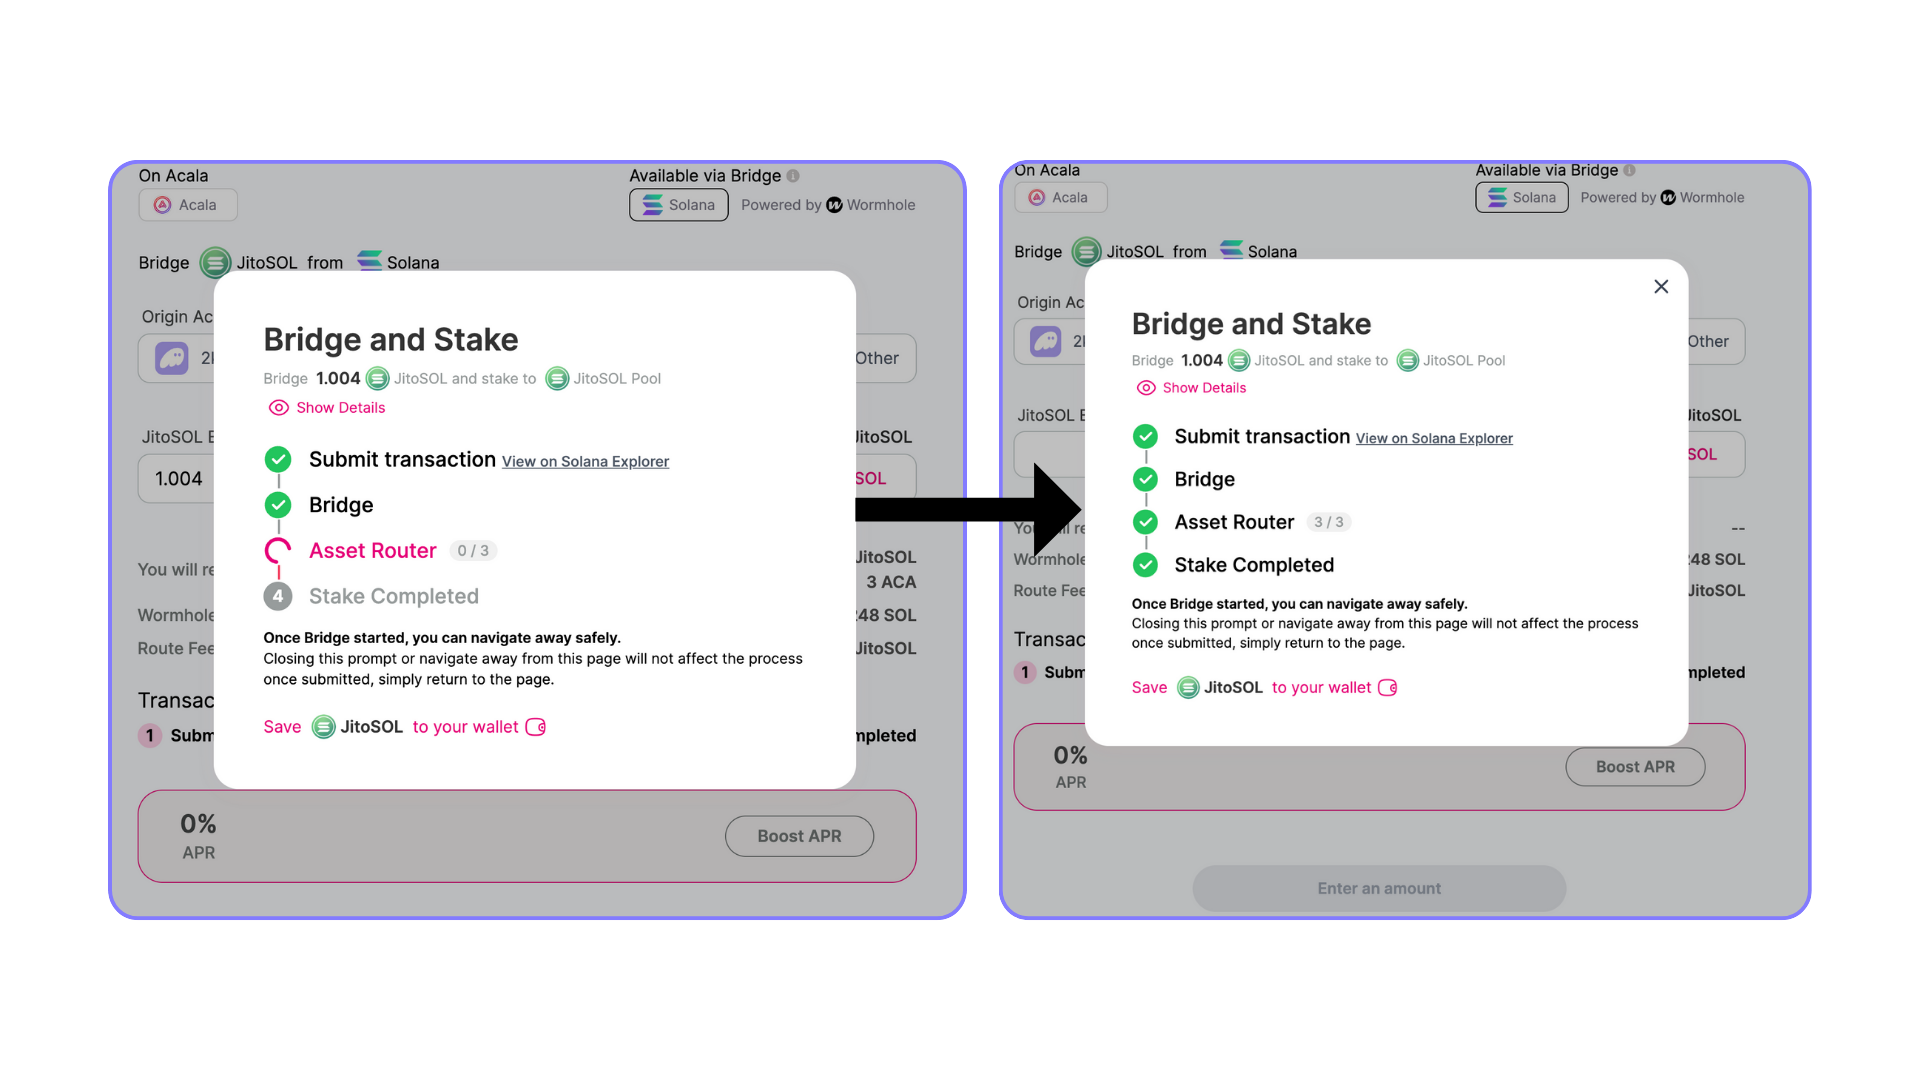 On Acala
Available via Bridge
Acala
Solana
Powered by Wormhole
Bridge JitoSOL from Solana
Origin Ac
Other
Bridge and Stake
Bridge 1.004 JitoSOL and stake to JitoSOL Pool
Show Details
JitoSOL
JitoSOL
1.004
SOL
Submit transaction View on Solana Explorer
Bridge
Asset Router 0 / 3
4 Stake Completed
You will re
JitoSOL
3 ACA
Wormhole
248 SOL
Route Fee
JitoSOL
Once Bridge started, you can navigate away safely.
Closing this prompt or navigate away from this page will not affect the process
once submitted, simply return to the page.
Save JitoSOL to your wallet
Transac
1 Subm
mpleted
0%
APR
Boost APR
On Acala
Available via Bridge
Acala
Solana
Powered by Wormhole
Bridge JitoSOL from Solana
Origin Ac
Other
Bridge and Stake
Bridge 1.004 JitoSOL and stake to JitoSOL Pool
Show Details
JitoSOL
JitoSOL
SOL
Submit transaction View on Solana Explorer
Bridge
Asset Router 3 / 3
Stake Completed
--
Wormhole
248 SOL
Route Fee
JitoSOL
Once Bridge started, you can navigate away safely.
Closing this prompt or navigate away from this page will not affect the process
once submitted, simply return to the page.
Save JitoSOL to your wallet
Transac
1 Subm
mpleted
0%
APR
Boost APR
Enter an amount